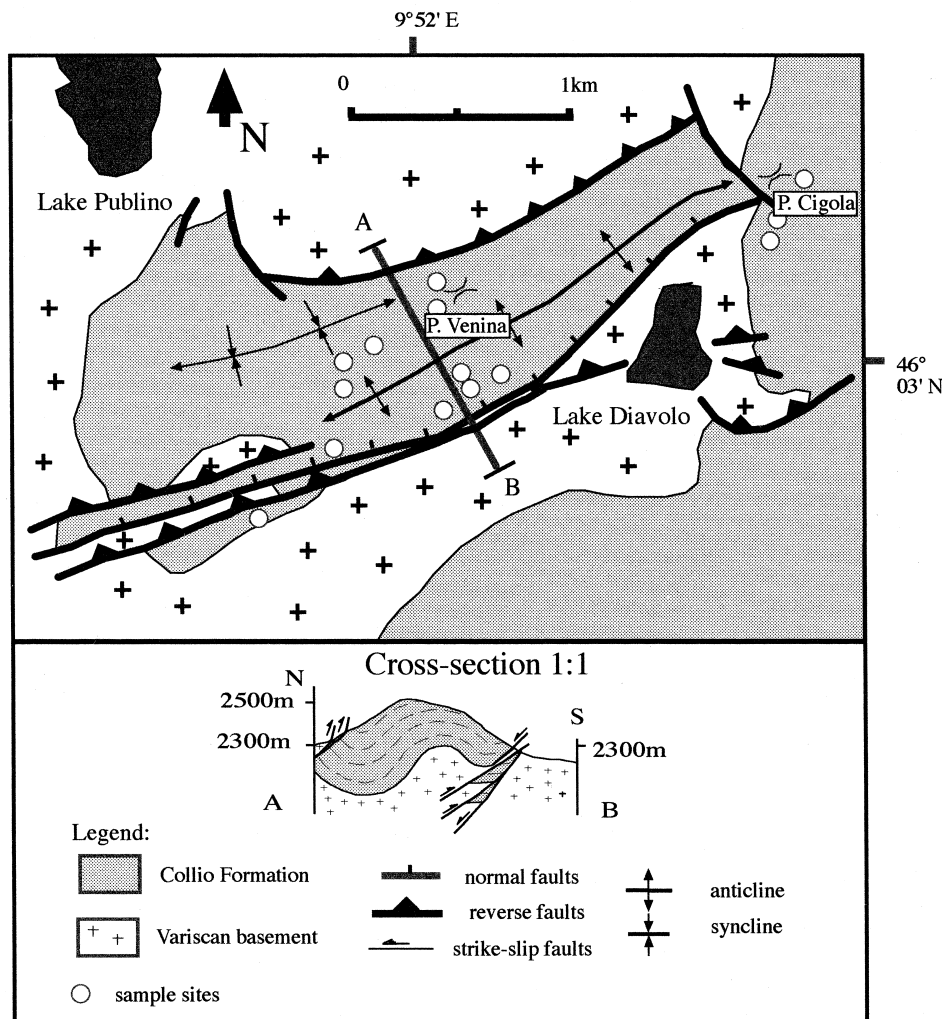 9°52' E
0
1km
N
Lake Publino
A
P. Cigola
P. Venina
46°
03' N
Lake Diavolo
B
Cross-section 1:1
N
2500m
S
2300m
2300m
A
B
Legend:
Collio Formation
normal faults
anticline
reverse faults
syncline
Variscan basement
strike-slip faults
sample sites